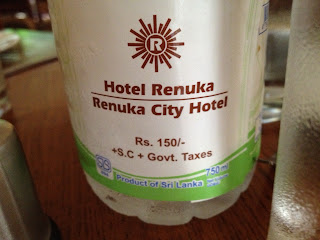 R
Hotel Renuka
Renuka City Hotel
Rs. 150/-
+S.C + Govt. Taxes
750ml
Product of Sri Lanka